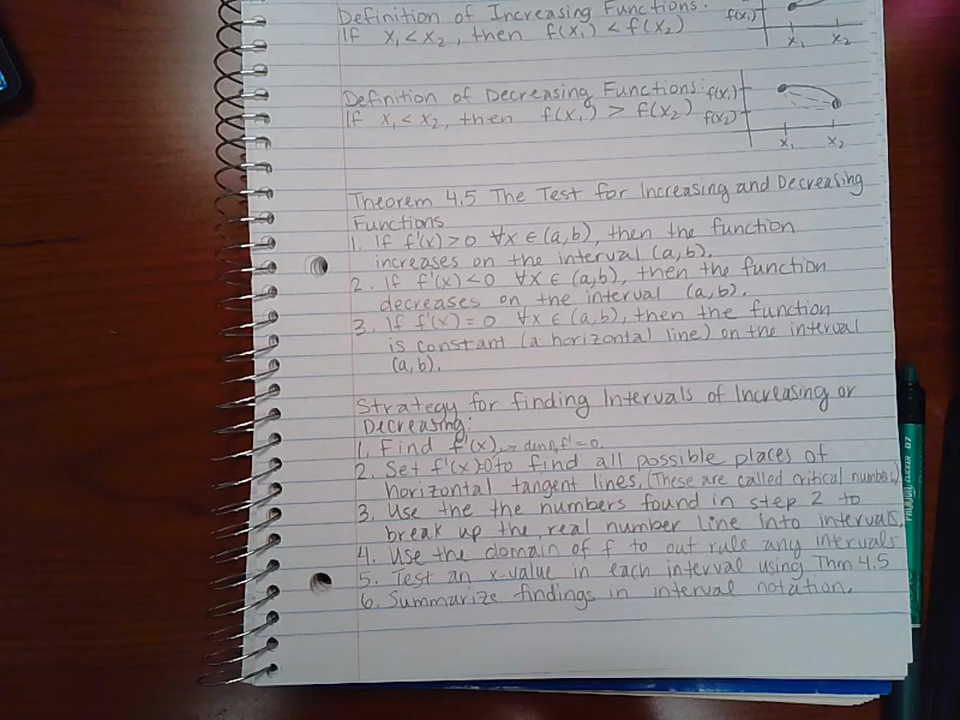 Definition of Increasing Functions. f(x₁)
If x₁ < x₂, then f(x₁) < f(x₂)
x₁ x₂
Definition of Decreasing Functions: f(x₁)
If x₁ < x₂, then f(x₁) > f(x₂) f(x₂)
x₁ x₂
Theorem 4.5 The Test for Increasing and Decreasing
Functions
1. If f'(x) > 0 ∀x ∈ (a,b), then the function
increases on the interval (a,b).
2. If f'(x) < 0 ∀x ∈ (a,b), then the function
decreases on the interval (a,b).
3. If f'(x) = 0 ∀x ∈ (a,b), then the function
is constant (a horizontal line) on the interval
(a,b).
Strategy for finding Intervals of Increasing or
Decreasing:
1. Find f'(x). f' = 0.
2. Set f'(x)=0 to find all possible places of
horizontal tangent lines. (These are called critical numbers)
3. Use the the numbers found in step 2 to
break up the real number line into intervals.
4. Use the domain of f to out rule any intervals
5. Test an x-value in each interval using Thm 4.5
6. Summarize findings in interval notation.